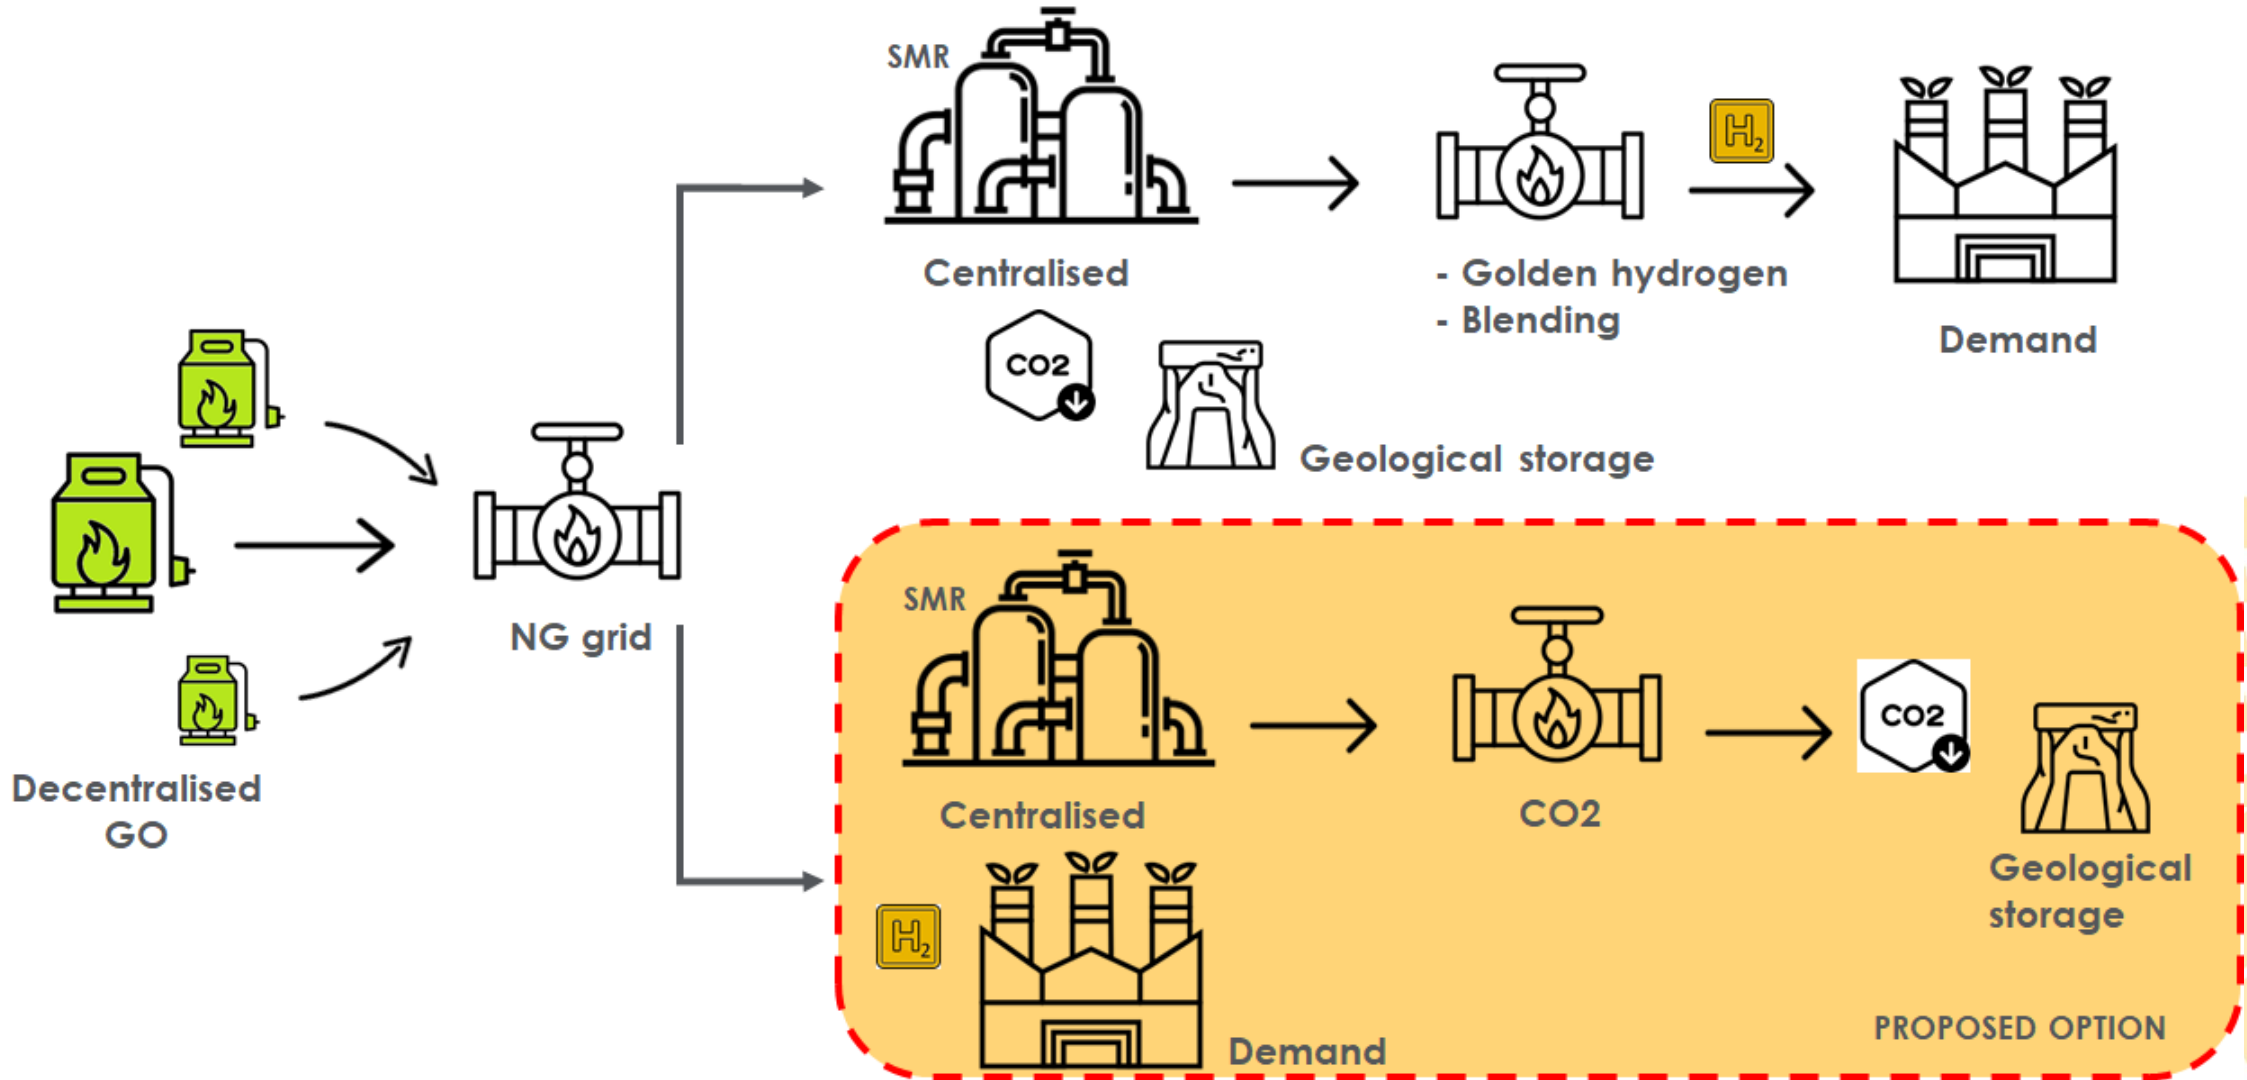 SMR
H2
Centralised
- Golden hydrogen
- Blending
Demand
CO2
Geological storage
NG grid
Decentralised
GO
SMR
Centralised
CO2
CO2
Geological
storage
H2
Demand
PROPOSED OPTION